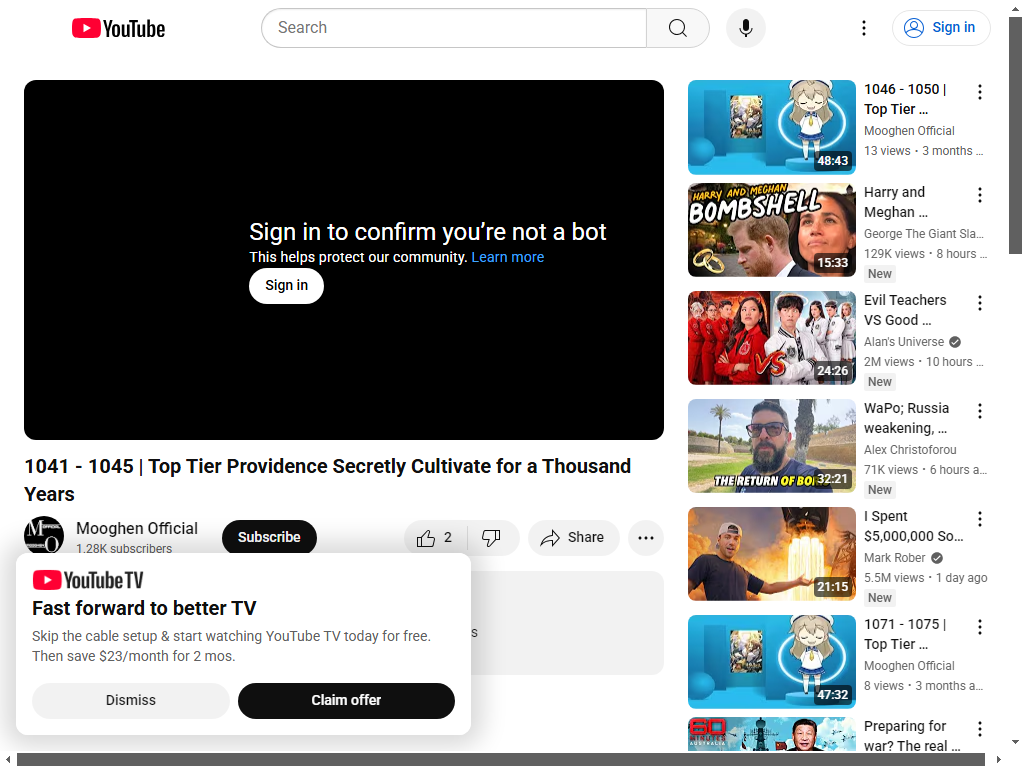 YouTube
Search
Sign in
Sign in to confirm you're not a bot
This helps protect our community. Learn more
Sign in
1041 - 1045 | Top Tier Providence Secretly Cultivate for a Thousand
Years
Mooghen Official
1.28K subscribers
Subscribe
2
Share
s
YouTube TV
Fast forward to better TV
Skip the cable setup & start watching YouTube TV today for free.
Then save $23/month for 2 mos.
Dismiss
Claim offer
48:43
1046 - 1050 |
Top Tier ...
Mooghen Official
13 views • 3 months ...
HARRY AND MEGHAN
BOMBSHELL
15:33
Harry and
Meghan ...
George The Giant Sla...
129K views • 8 hours ...
New
VS
24:26
Evil Teachers
VS Good ...
Alan's Universe
2M views • 10 hours ...
New
THE RETURN OF BO
32:21
WaPo; Russia
weakening, ...
Alex Christoforou
71K views • 6 hours a...
New
21:15
I Spent
$5,000,000 So...
Mark Rober
5.5M views • 1 day ago
New
47:32
1071 - 1075 |
Top Tier ...
Mooghen Official
8 views • 3 months a...
60
MINUTES
AUSTRALIA
Preparing for
war? The real ...